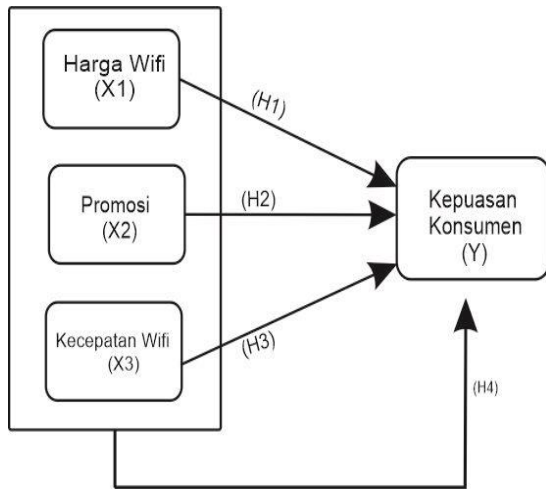 Harga Wifi
(X1)
(H1)
Promosi
(X2)
(H2)
Kepuasan
Konsumen
(Y)
Kecepatan Wifi
(X3)
(H3)
(H4)